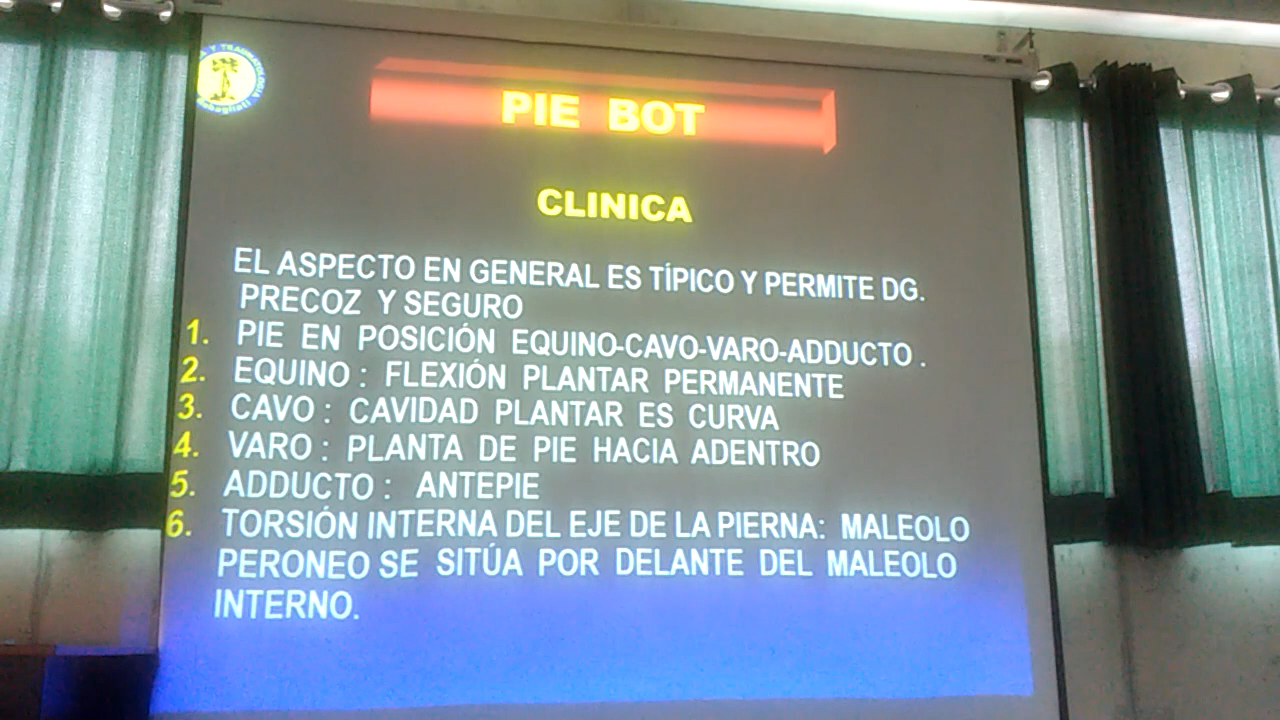 Y TRAUMATOLOGIA
PIE BOT
CLINICA
EL ASPECTO EN GENERAL ES TÍPICO Y PERMITE DG.
PRECOZ Y SEGURO
1. PIE EN POSICIÓN EQUINO-CAVO-VARO-ADDUCTO .
2. EQUINO : FLEXIÓN PLANTAR PERMANENTE
3. CAVO : CAVIDAD PLANTAR ES CURVA
4. VARO : PLANTA DE PIE HACIA ADENTRO
5. ADDUCTO : ANTEPIE
6. TORSIÓN INTERNA DEL EJE DE LA PIERNA: MALEOLO
PERONEO SE SITÚA POR DELANTE DEL MALEOLO
INTERNO.